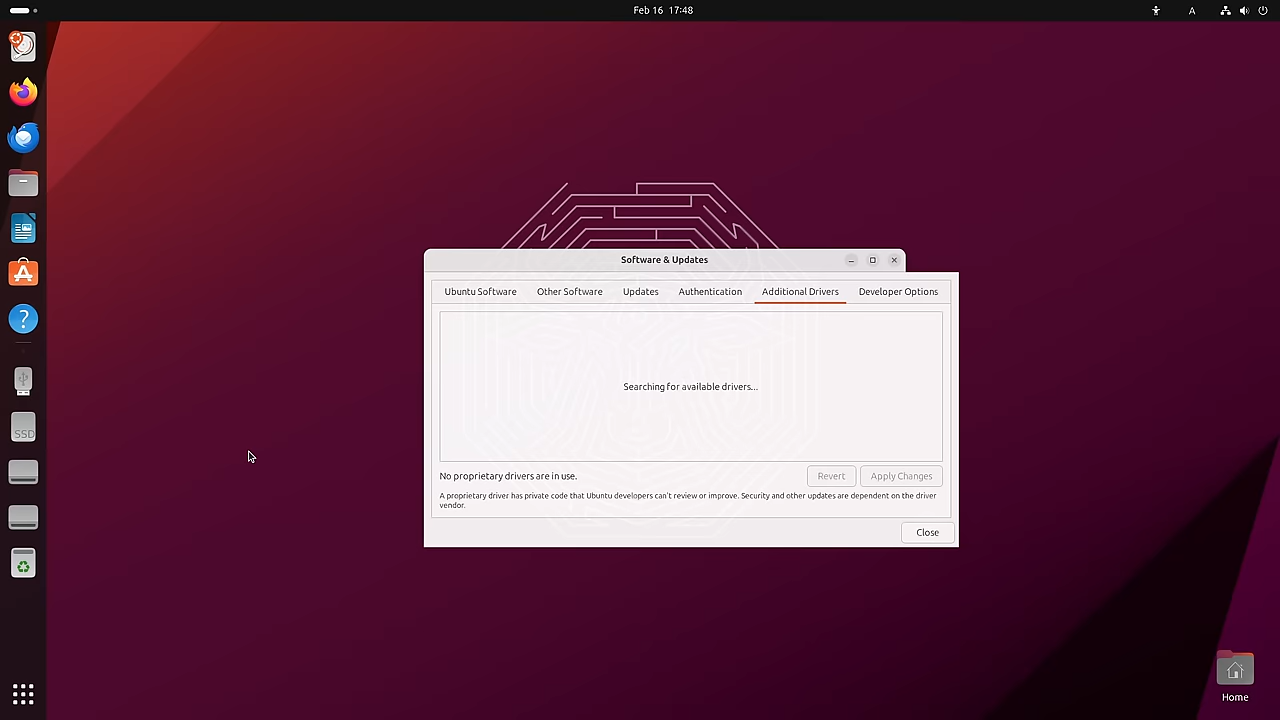 Feb 16 17:48
A
Software & Updates
Ubuntu Software
Other Software
Updates
Authentication
Additional Drivers
Developer Options
Searching for available drivers...
No proprietary drivers are in use.
Revert
Apply Changes
A proprietary driver has private code that Ubuntu developers can't review or improve. Security and other updates are dependent on the driver
vendor.
Close
SSD
Home